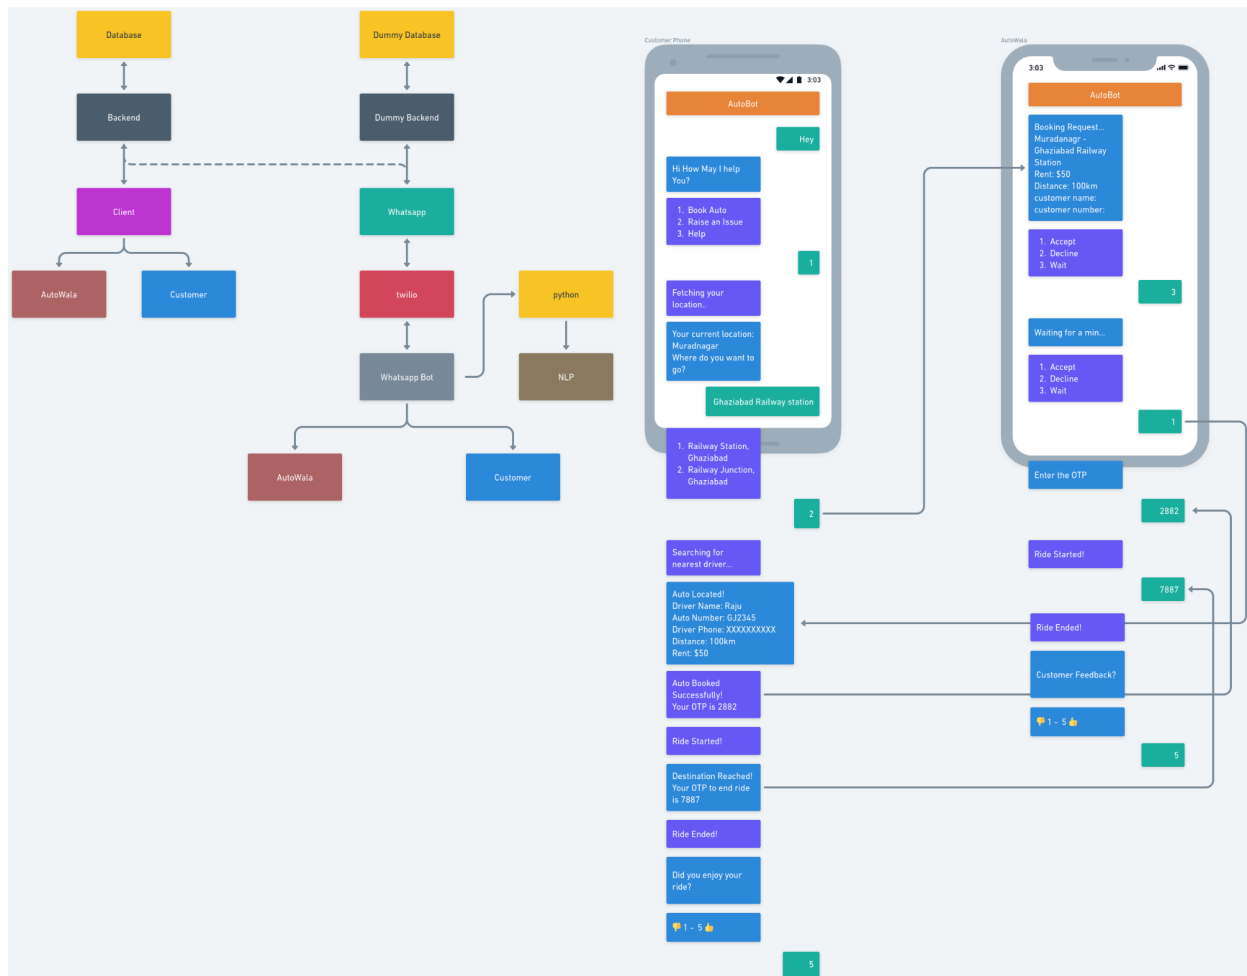 Database
Dummy Database
Backend
Dummy Backend
Client
Whatsapp
AutoWala
Customer
twilio
python
Whatsapp Bot
NLP
AutoWala
Customer
Customer Phone
3:03
AutoBot
Hey
Hi How May I help
You?
1. Book Auto
2. Raise an Issue
3. Help
1
Fetching your
location..
Your current location:
Muradnagar
Where do you want to
go?
Ghaziabad Railway station
1. Railway Station,
Ghaziabad
2. Railway Junction,
Ghaziabad
2
Searching for
nearest driver...
Auto Located!
Driver Name: Raju
Auto Number: GJ2345
Driver Phone: XXXXXXXXXX
Distance: 100km
Rent: $50
Auto Booked
Successfully!
Your OTP is 2882
Ride Started!
Destination Reached!
Your OTP to end ride
is 7887
Ride Ended!
Did you enjoy your
ride?
👎1 - 5👍
5
AutoWala
3:03
AutoBot
Booking Request...
Muradanagr -
Ghaziabad Railway
Station
Rent: $50
Distance: 100km
customer name:
customer number:
1. Accept
2. Decline
3. Wait
3
Waiting for a min...
1. Accept
2. Decline
3. Wait
1
Enter the OTP
2882
Ride Started!
7887
Ride Ended!
Customer Feedback?
👎1 - 5👍
5